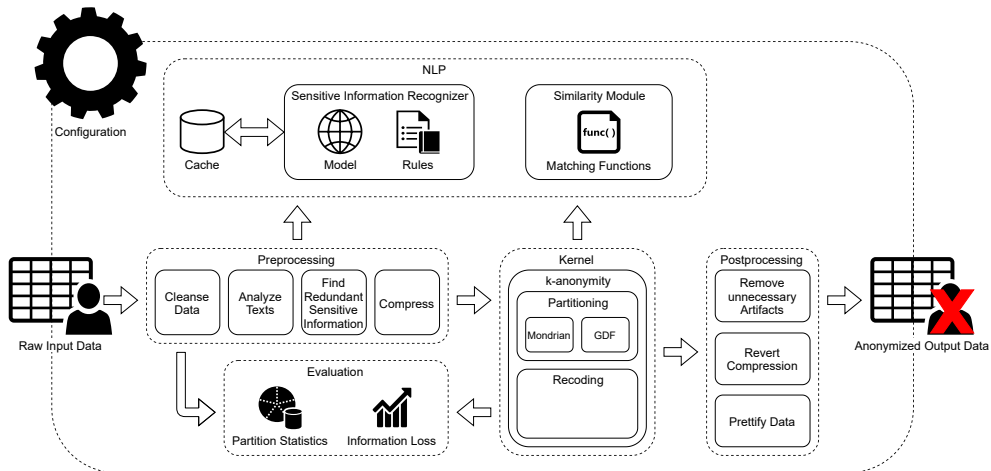 Configuration
NLP
Sensitive Information Recognizer
Cache
Model
Rules
Similarity Module
func( )
Matching Functions
Raw Input Data
Preprocessing
Cleanse
Data
Analyze
Texts
Find
Redundant
Sensitive
Information
Compress
Evaluation
Partition Statistics
Information Loss
Kernel
k-anonymity
Partitioning
Mondrian
GDF
Recoding
Postprocessing
Remove
unnecessary
Artifacts
Revert
Compression
Prettify Data
Anonymized Output Data